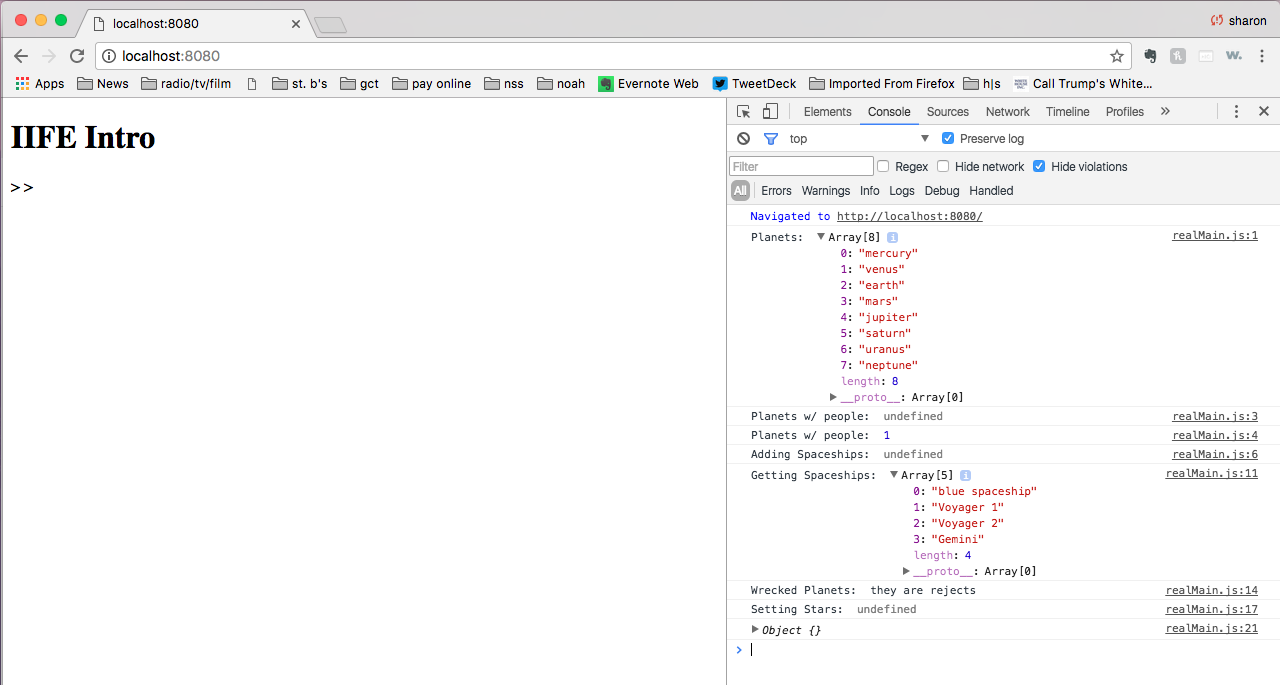 localhost:8080
sharon
localhost:8080
Apps News radio/tv/film st. b's gct pay online nss noah Evernote Web TweetDeck Imported From Firefox h|s Call Trump's White...
IIFE Intro
>>
Elements Console Sources Network Timeline Profiles »
top Preserve log
Filter Regex Hide network Hide violations
All Errors Warnings Info Logs Debug Handled
Navigated to http://localhost:8080/
Planets: Array[8] realMain.js:1
0: "mercury"
1: "venus"
2: "earth"
3: "mars"
4: "jupiter"
5: "saturn"
6: "uranus"
7: "neptune"
length: 8
__proto__: Array[0]
Planets w/ people: undefined realMain.js:3
Planets w/ people: 1 realMain.js:4
Adding Spaceships: undefined realMain.js:6
Getting Spaceships: Array[5] realMain.js:11
0: "blue spaceship"
1: "Voyager 1"
2: "Voyager 2"
3: "Gemini"
length: 4
__proto__: Array[0]
Wrecked Planets: they are rejects realMain.js:14
Setting Stars: undefined realMain.js:17
Object {} realMain.js:21
>